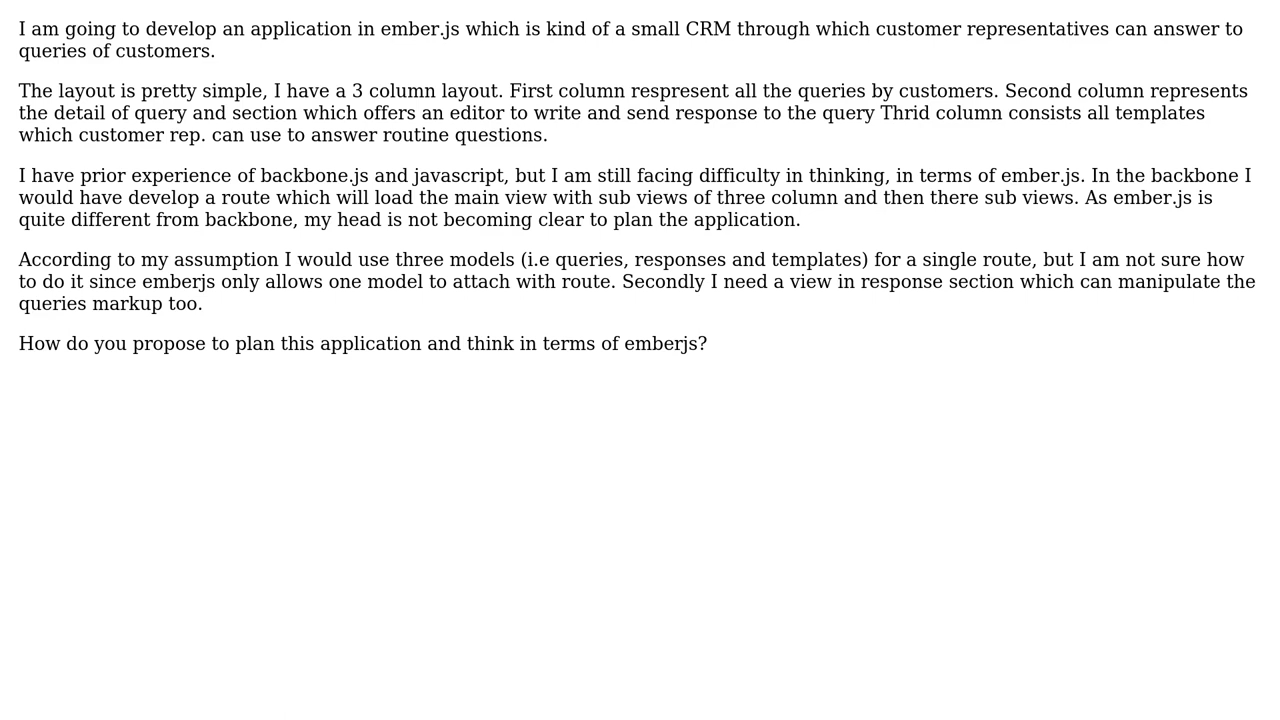 I am going to develop an application in ember.js which is kind of a small CRM through which customer representatives can answer to
queries of customers.
The layout is pretty simple, I have a 3 column layout. First column respresent all the queries by customers. Second column represents
the detail of query and section which offers an editor to write and send response to the query Thrid column consists all templates
which customer rep. can use to answer routine questions.
I have prior experience of backbone.js and javascript, but I am still facing difficulty in thinking, in terms of ember.js. In the backbone I
would have develop a route which will load the main view with sub views of three column and then there sub views. As ember.js is
quite different from backbone, my head is not becoming clear to plan the application.
According to my assumption I would use three models (i.e queries, responses and templates) for a single route, but I am not sure how
to do it since emberjs only allows one model to attach with route. Secondly I need a view in response section which can manipulate the
queries markup too.
How do you propose to plan this application and think in terms of emberjs?